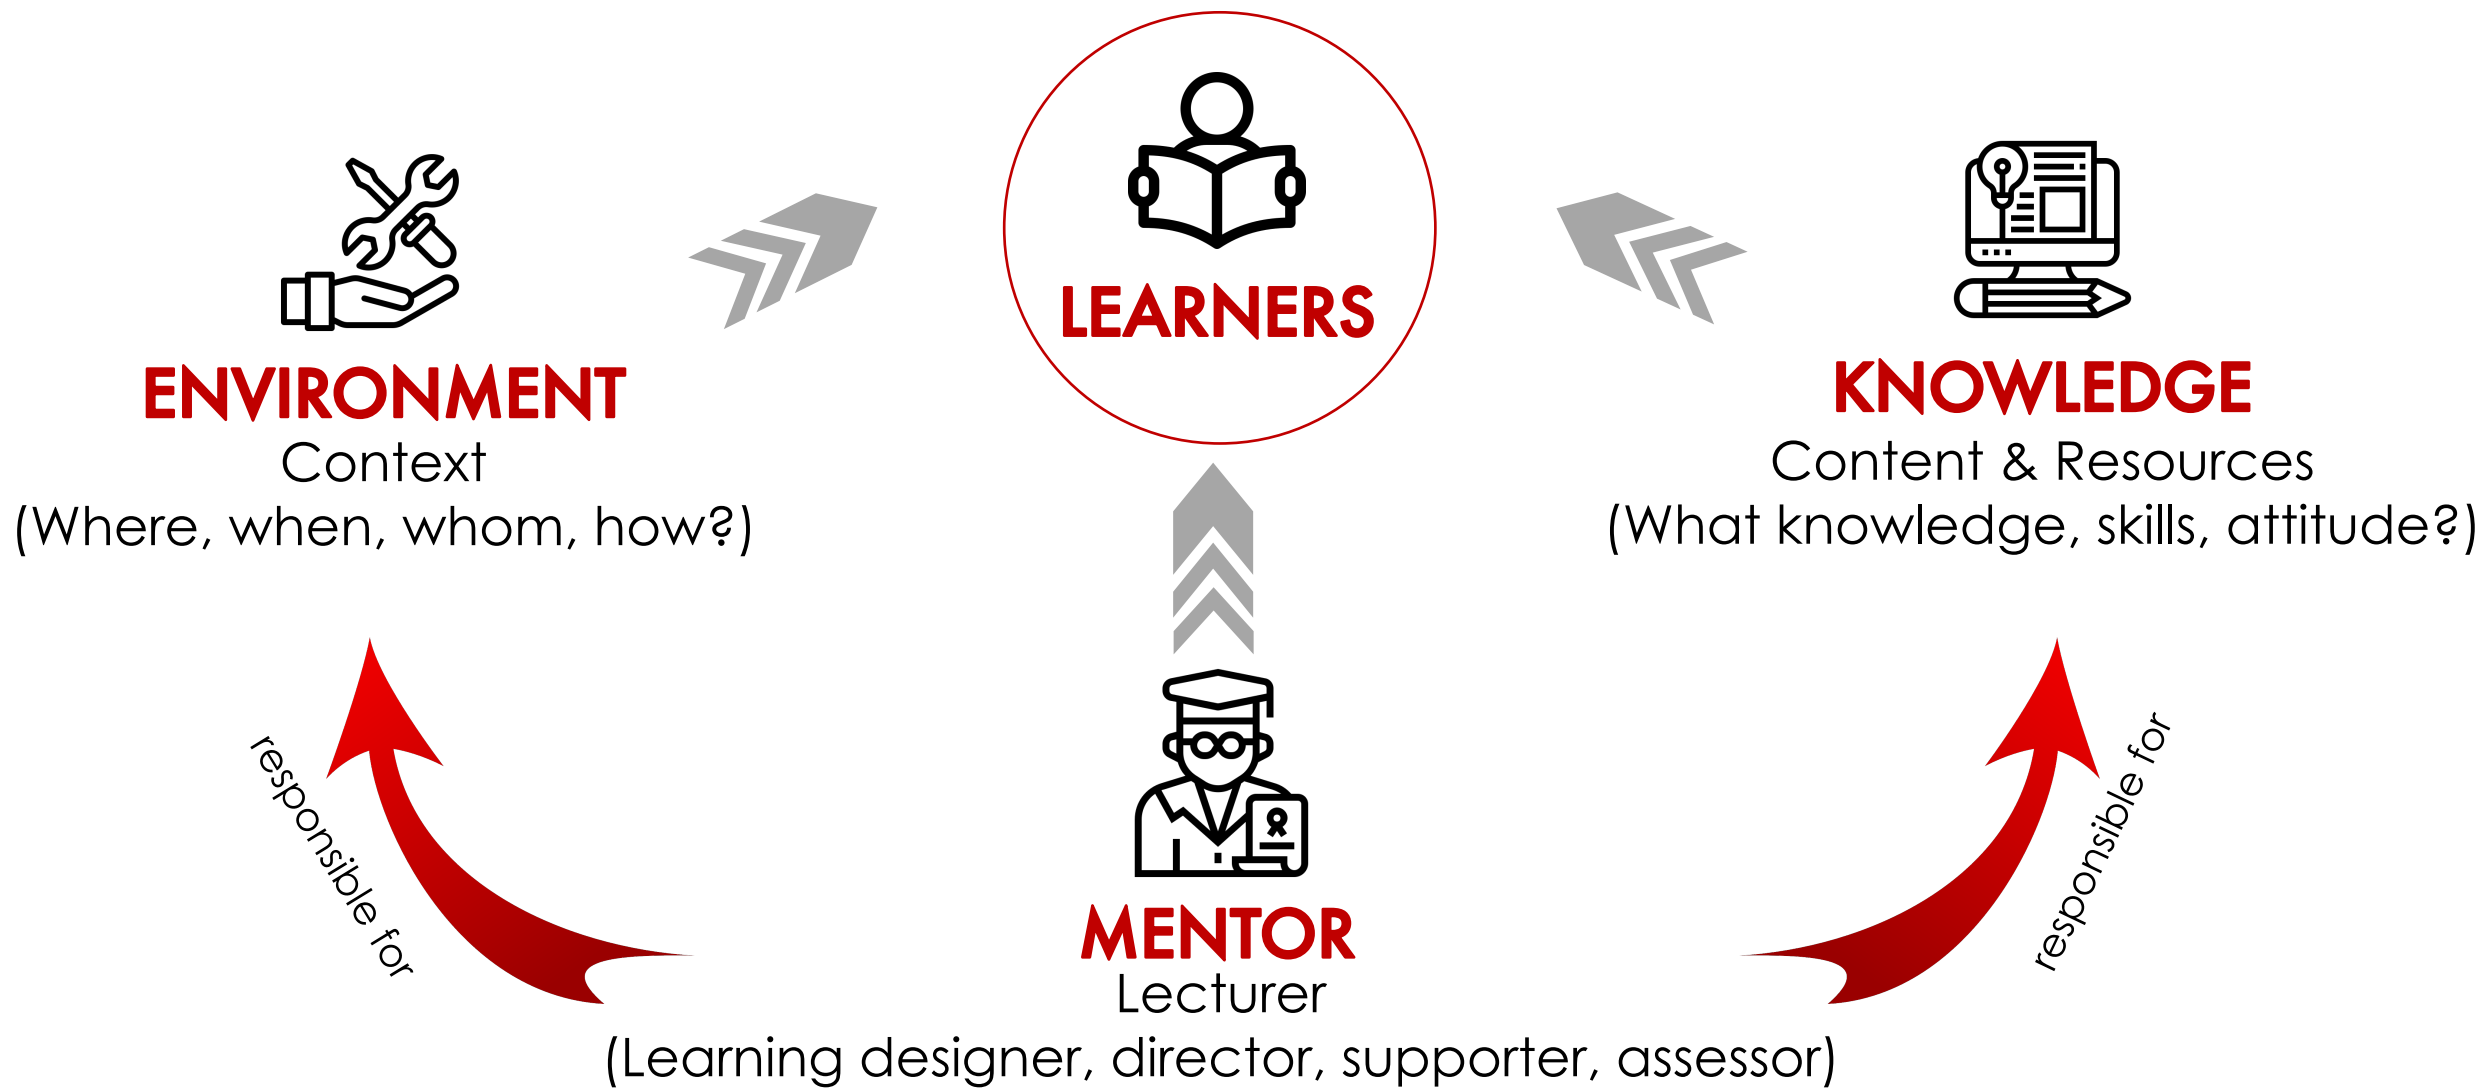 LEARNERS
ENVIRONMENT
Context
(Where, when, whom, how?)
KNOWLEDGE
Content & Resources
(What knowledge, skills, attitude?)
responsible for
responsible for
MENTOR
Lecturer
(Learning designer, director, supporter, assessor)